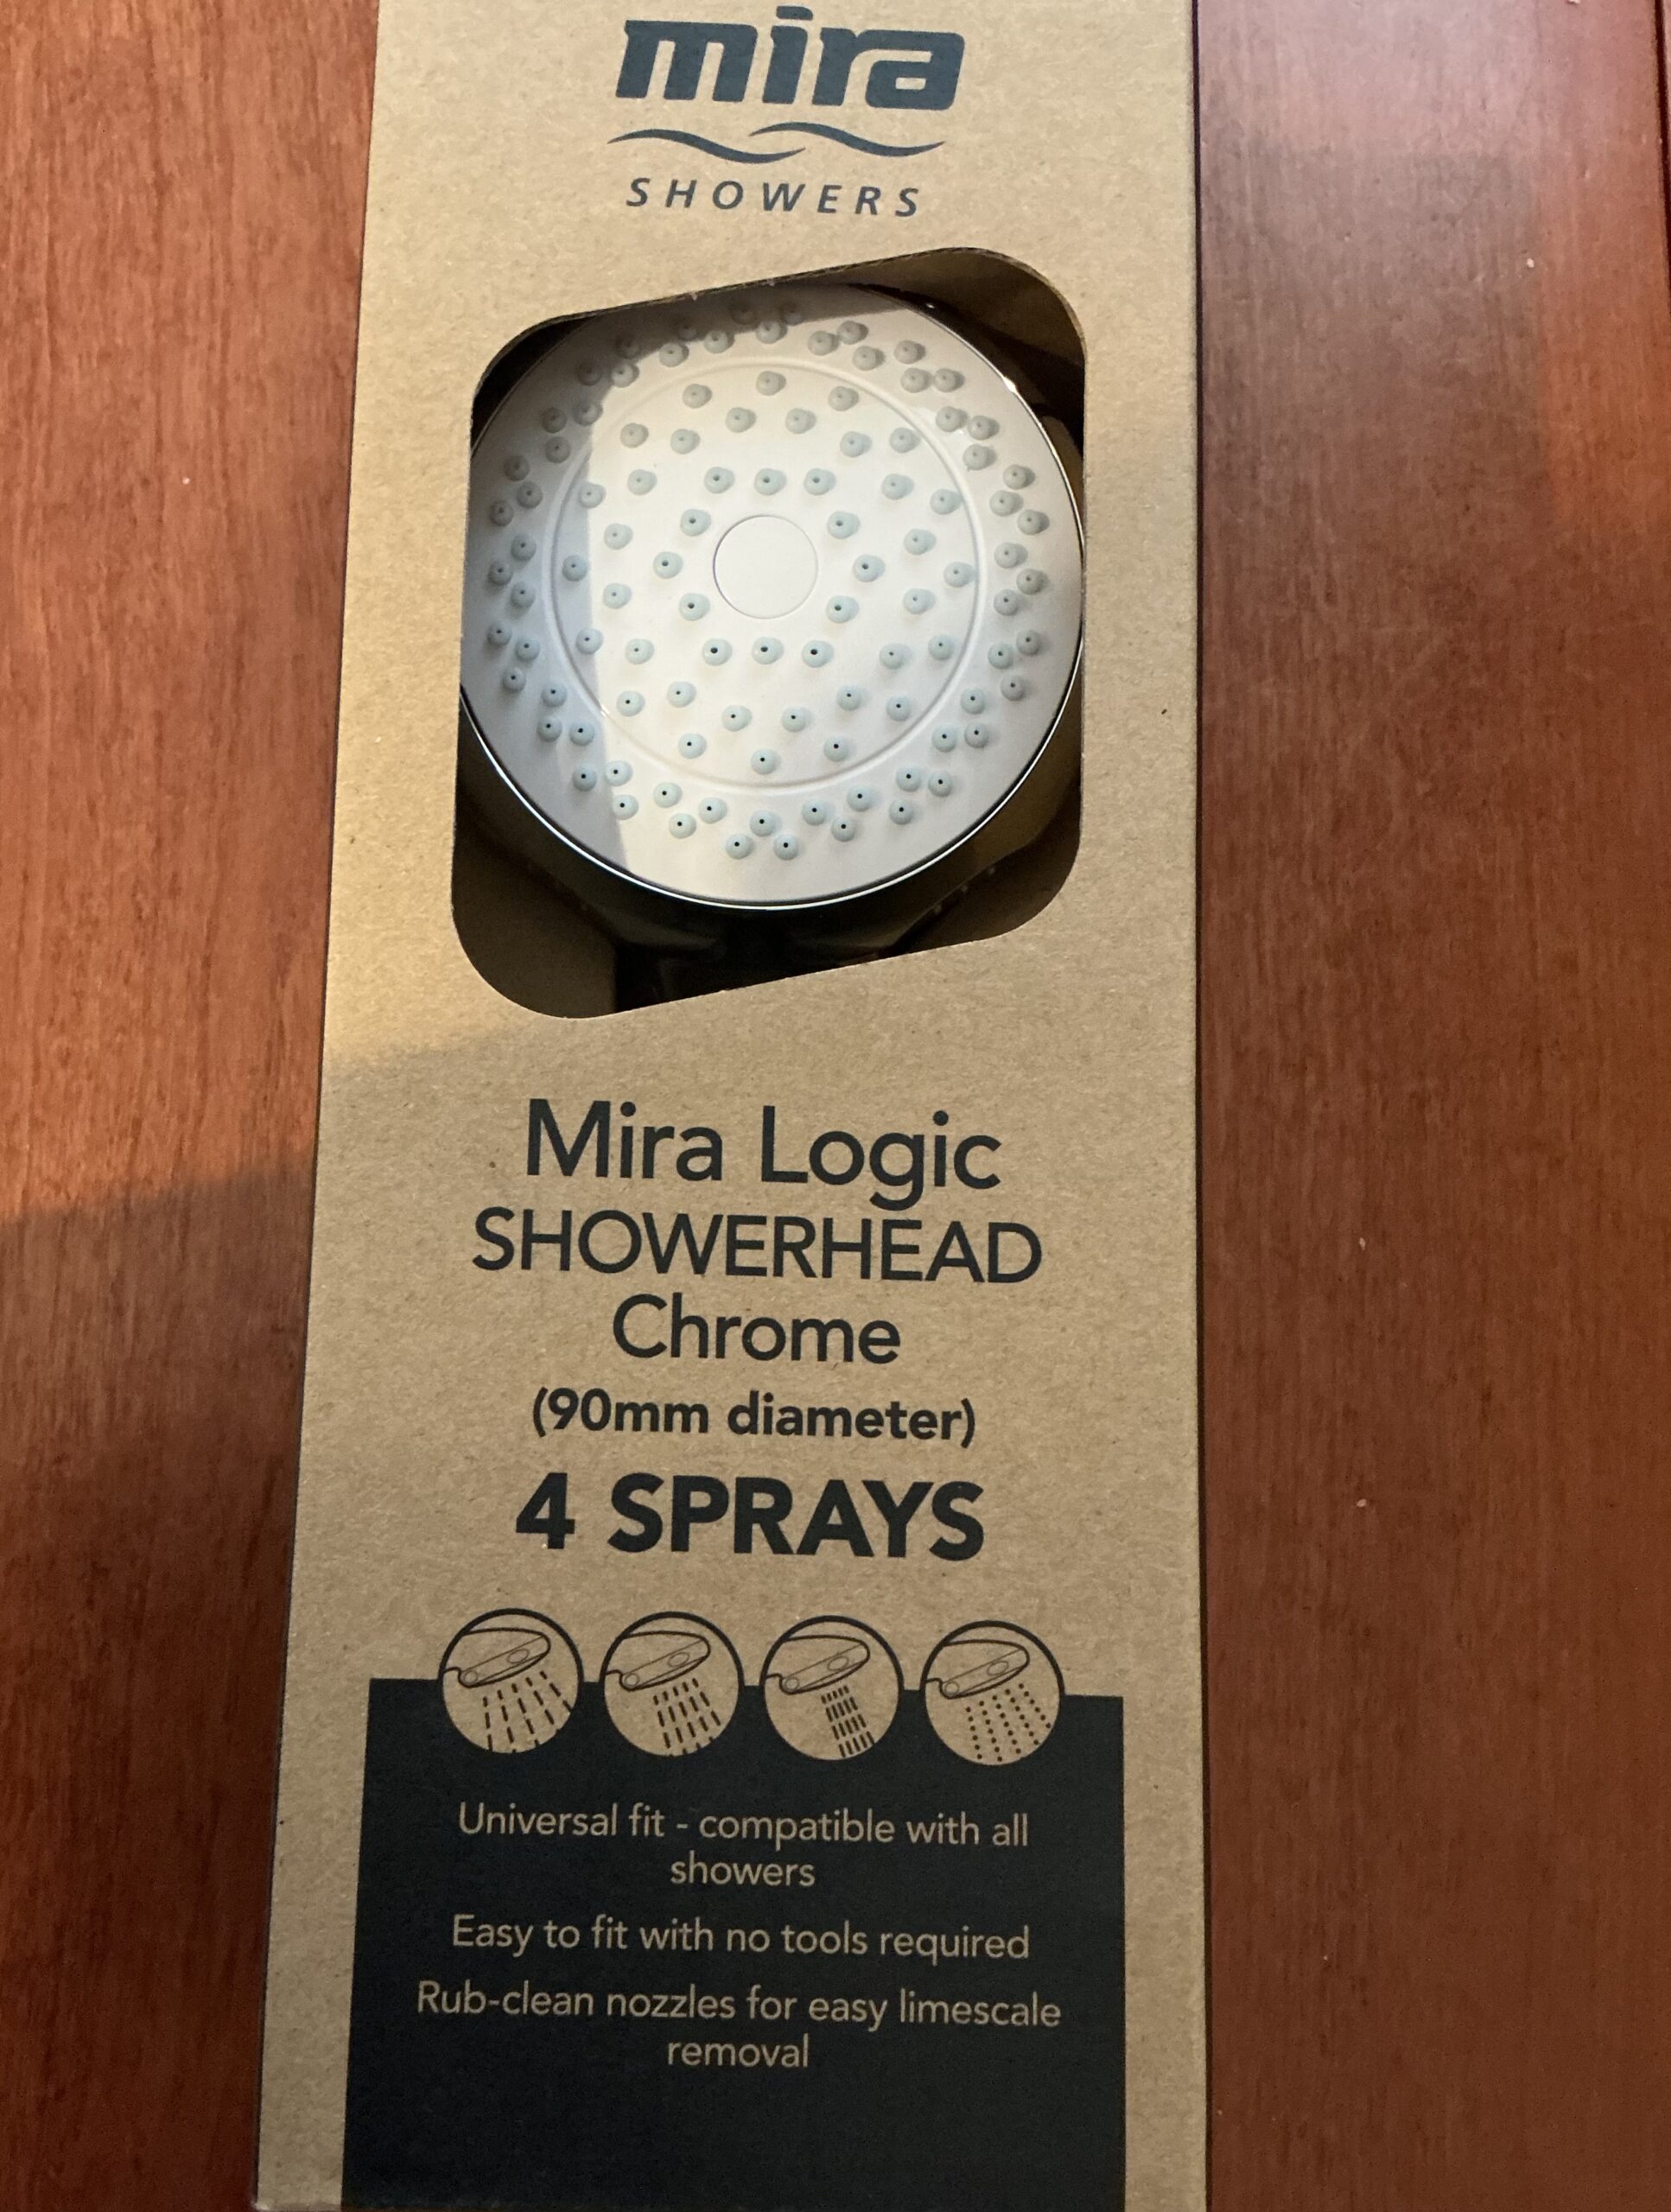 mira
SHOWERS
Mira Logic
SHOWERHEAD
Chrome
(90mm diameter)
4 SPRAYS
Universal fit - compatible with all
showers
Easy to fit with no tools required
Rub-clean nozzles for easy limescale
removal